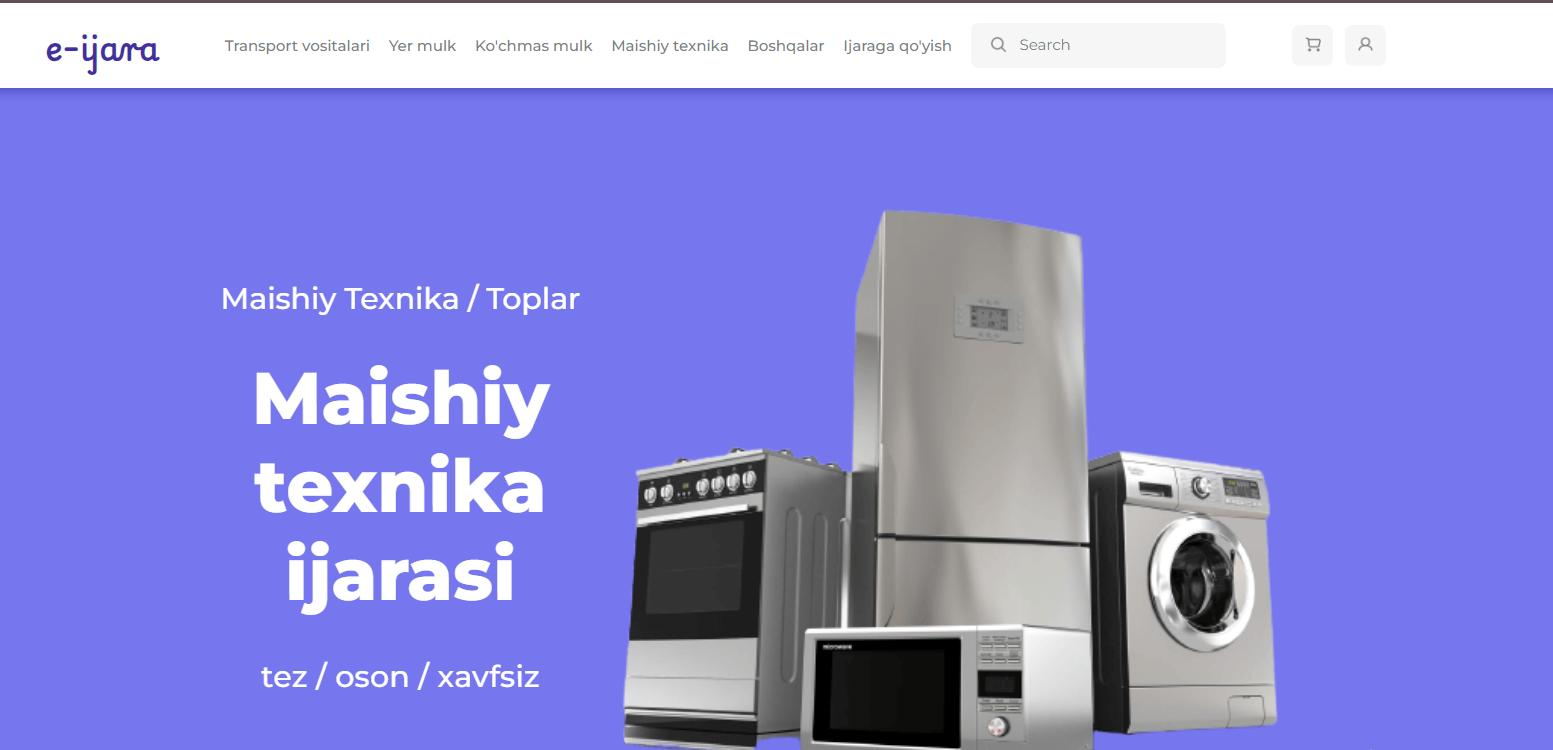 e-ijara
Transport vositalari Yer mulk Ko'chmas mulk Maishiy texnika Boshqalar Ijaraga qo'yish Search
Maishiy Texnika / Toplar
Maishiy
texnika
ijarasi
tez / oson / xavfsiz
microwave